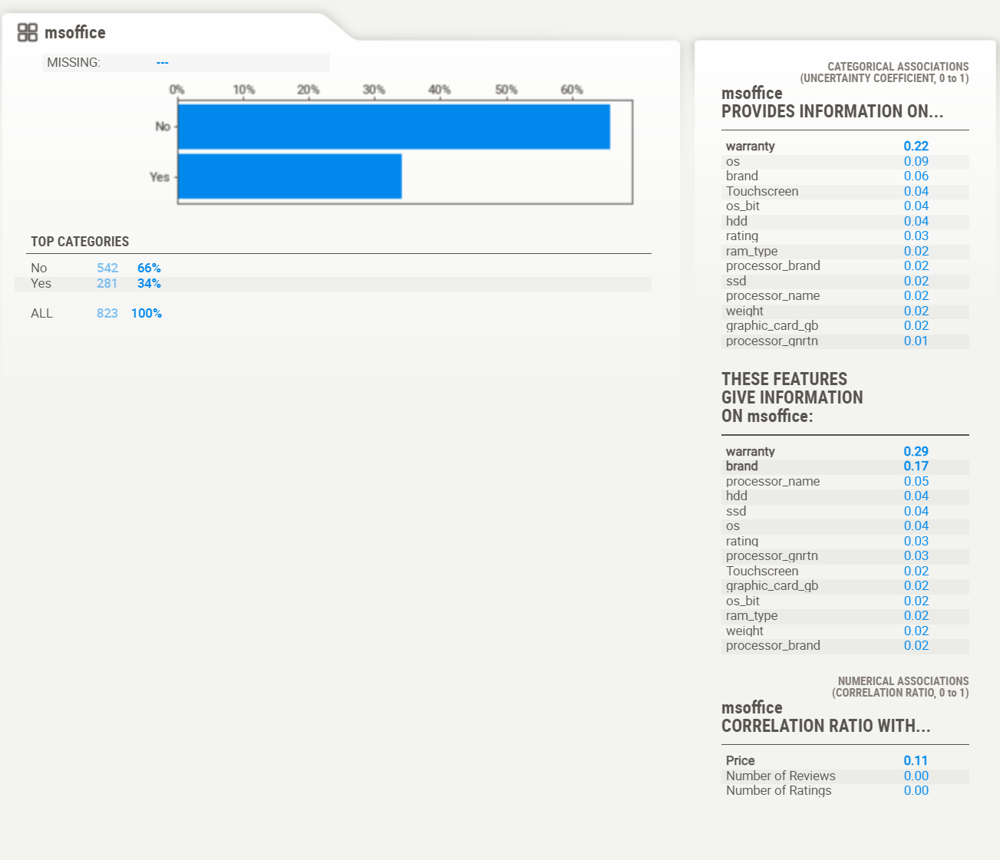 msoffice
MISSING: ---
0% 10% 20% 30% 40% 50% 60%
No
Yes
TOP CATEGORIES
No 542 66%
Yes 281 34%
ALL 823 100%
CATEGORICAL ASSOCIATIONS
(UNCERTAINTY COEFFICIENT, 0 to 1)
msoffice
PROVIDES INFORMATION ON...
warranty 0.22
os 0.09
brand 0.06
Touchscreen 0.04
os_bit 0.04
hdd 0.04
rating 0.03
ram_type 0.02
processor_brand 0.02
ssd 0.02
processor_name 0.02
weight 0.02
graphic_card_gb 0.02
processor_gnrtn 0.01
THESE FEATURES
GIVE INFORMATION
ON msoffice:
warranty 0.29
brand 0.17
processor_name 0.05
hdd 0.04
ssd 0.04
os 0.04
rating 0.03
processor_gnrtn 0.03
Touchscreen 0.02
graphic_card_gb 0.02
os_bit 0.02
ram_type 0.02
weight 0.02
processor_brand 0.02
NUMERICAL ASSOCIATIONS
(CORRELATION RATIO, 0 to 1)
msoffice
CORRELATION RATIO WITH...
Price 0.11
Number of Reviews 0.00
Number of Ratings 0.00